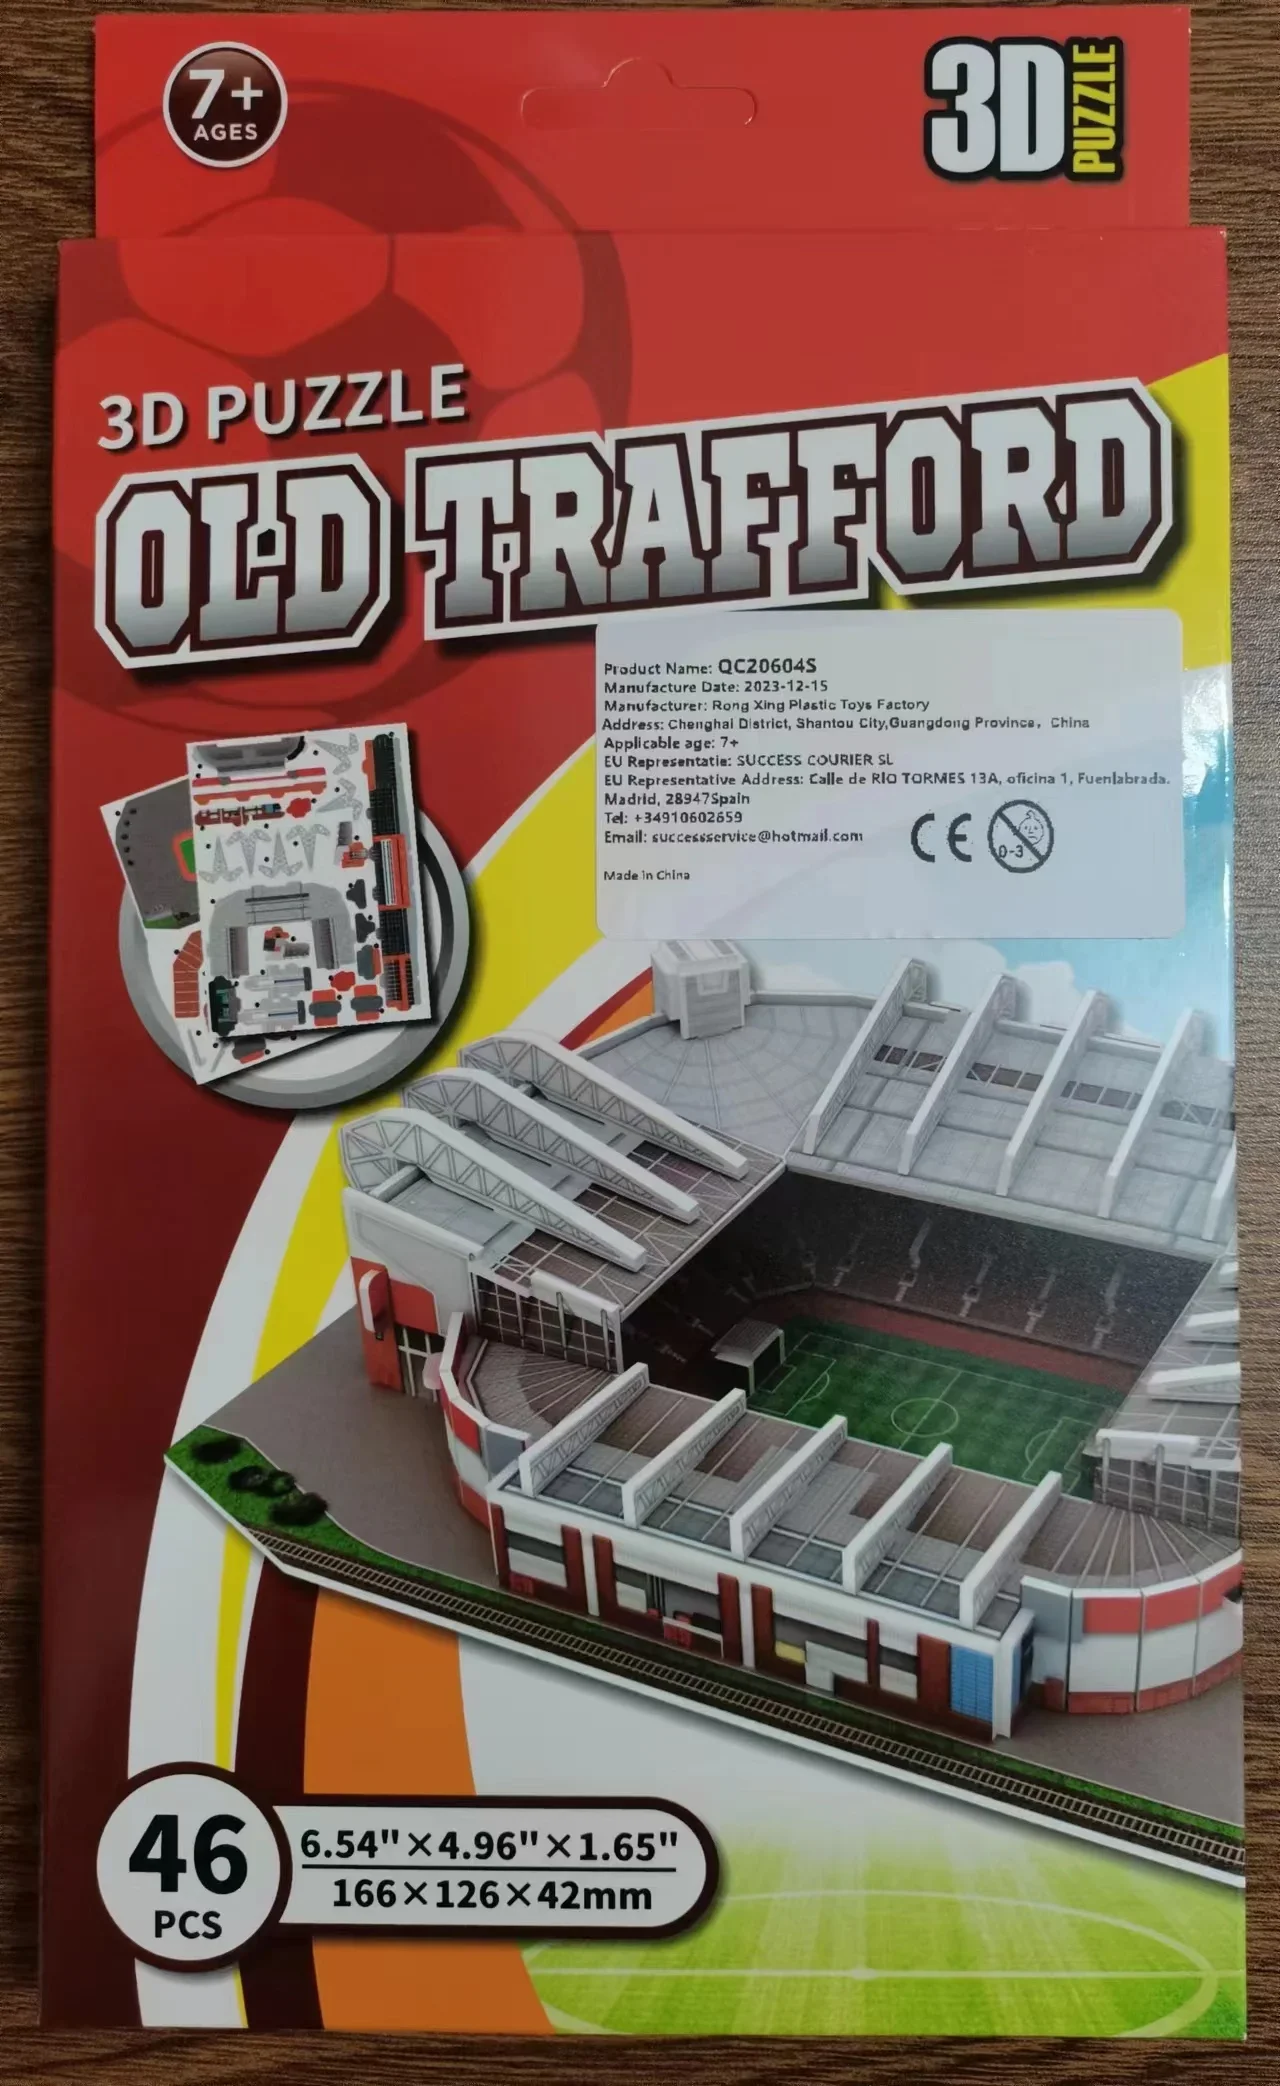 7+
AGES
3D PUZZLE
3D PUZZLE
OLD TRAFFORD
Product Name: QC20604S
Manufacture Date: 2023-12-15
Manufacturer: Rong Xing Plastic Toys Factory
Address: Chenghai District, Shantou City,Guangdong Province, China
Applicable age: 7+
EU Representatie: SUCCESS COURIER SL
EU Representative Address: Calle de RÍO TORMES 13A, oficina 1, Fuenlabrada.
Madrid, 28947Spain
Tel: +34910602659
Email: successservice@hotmail.com
CE
0-3
Made in China
46
PCS
6.54"×4.96"×1.65"
166×126×42mm